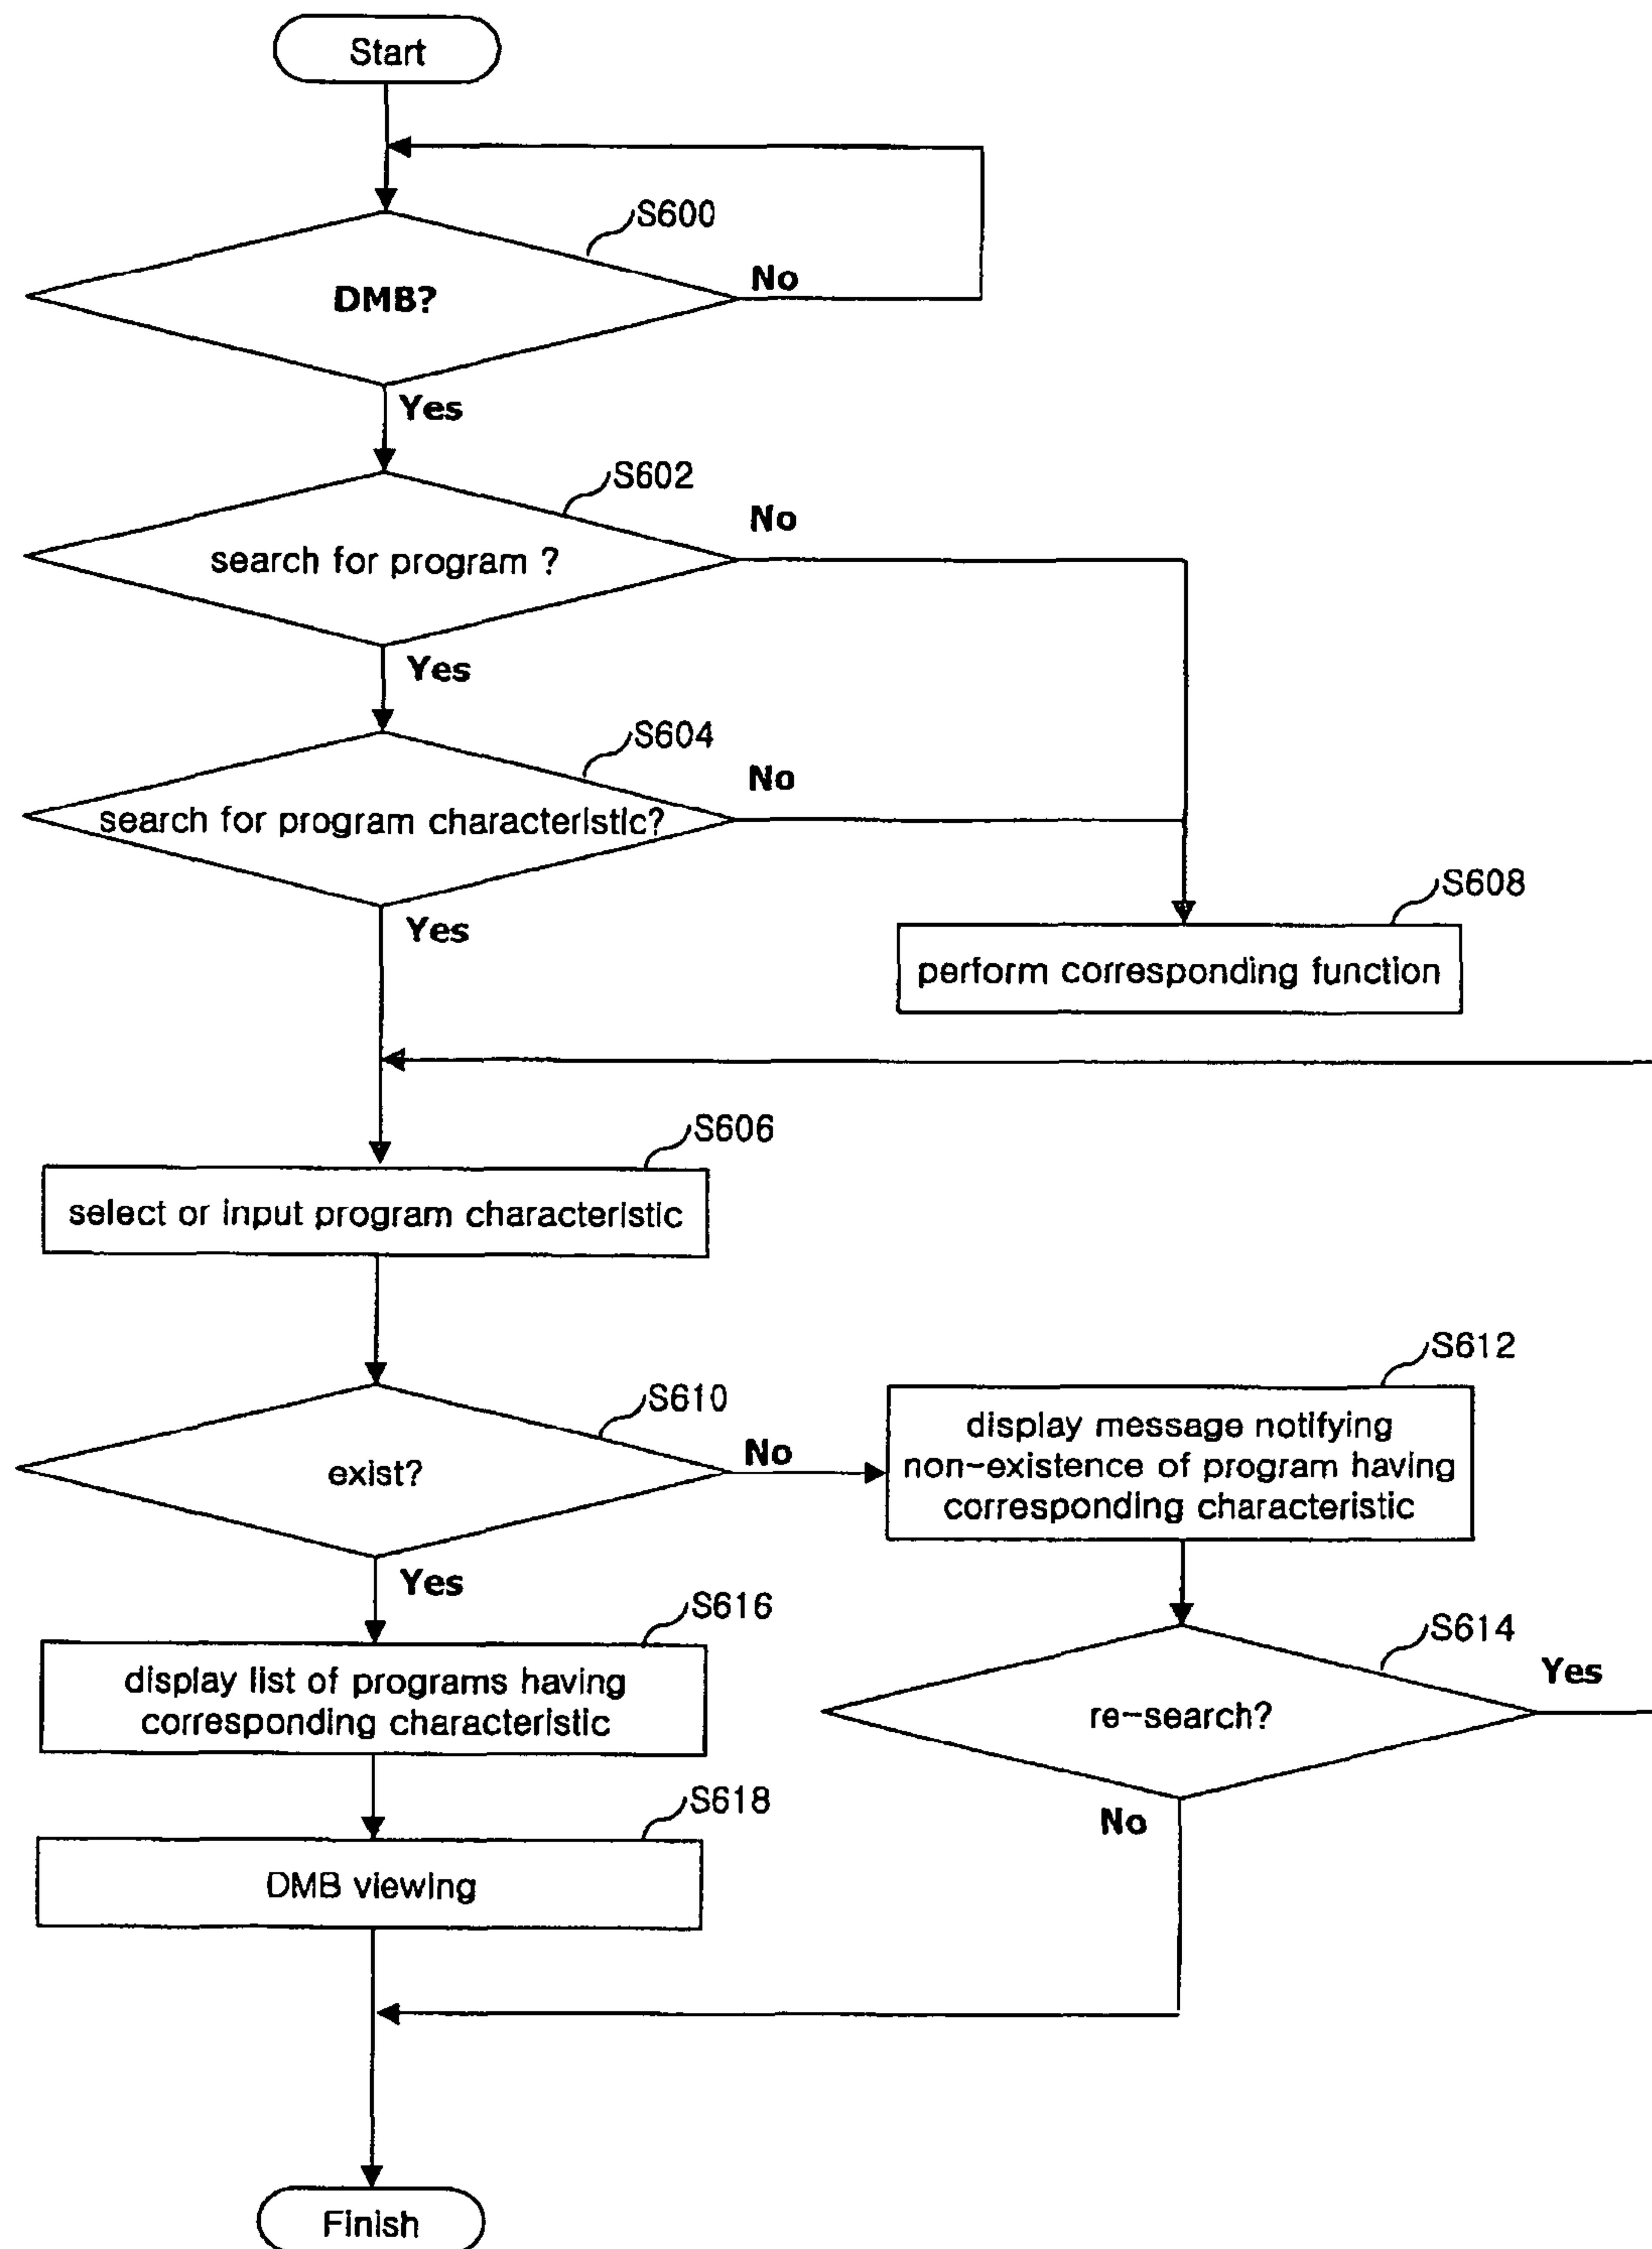 Start
S600
DMB?
No
Yes
S602
search for program ?
No
Yes
S604
search for program characteristic?
No
Yes
S608
perform corresponding function
S606
select or input program characteristic
S610
exist?
No
S612
display message notifying
non-existence of program having
corresponding characteristic
Yes
S616
display list of programs having
corresponding characteristic
S614
re-search?
Yes
No
S618
DMB viewing
Finish